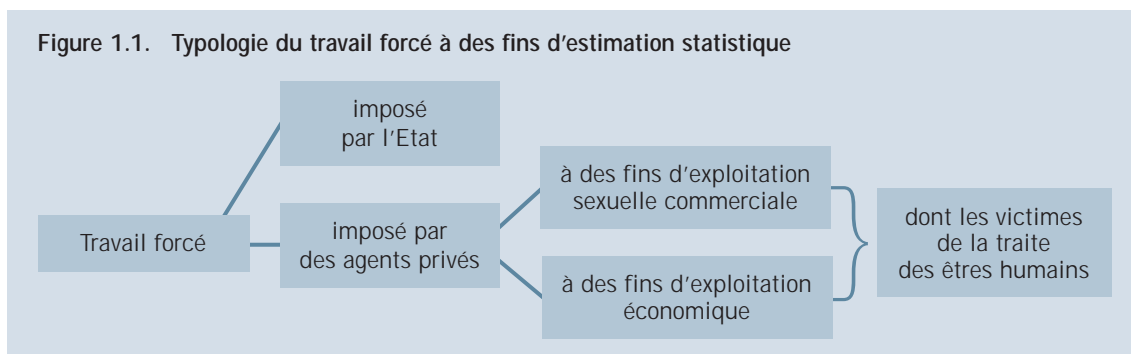 Figure 1.1. Typologie du travail forcé à des fins d'estimation statistique
imposé
par l'Etat
Travail forcé
imposé par
des agents privés
à des fins d'exploitation
sexuelle commerciale
à des fins d'exploitation
économique
dont les victimes
de la traite
des êtres humains